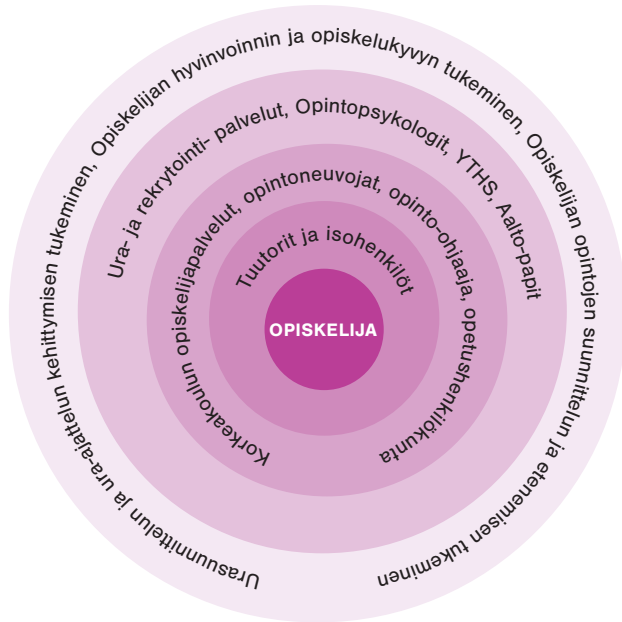 Urasuunnittelun ja ura-ajattelun kehittymisen tukeminen, Opiskelijan hyvinvoinnin ja opiskelukyvyn tukeminen, Opiskelijan opintojen suunnittelun ja etenemisen tukeminen
Ura- ja rekrytointi- palvelut, Opintopsykologit, YTHS, Aalto-papit
Korkeakoulun opiskelijapalvelut, opintoneuvojat, opinto-ohjaaja, opetushenkilökunta
Tuutorit ja isohenkilöt
OPISKELIJA